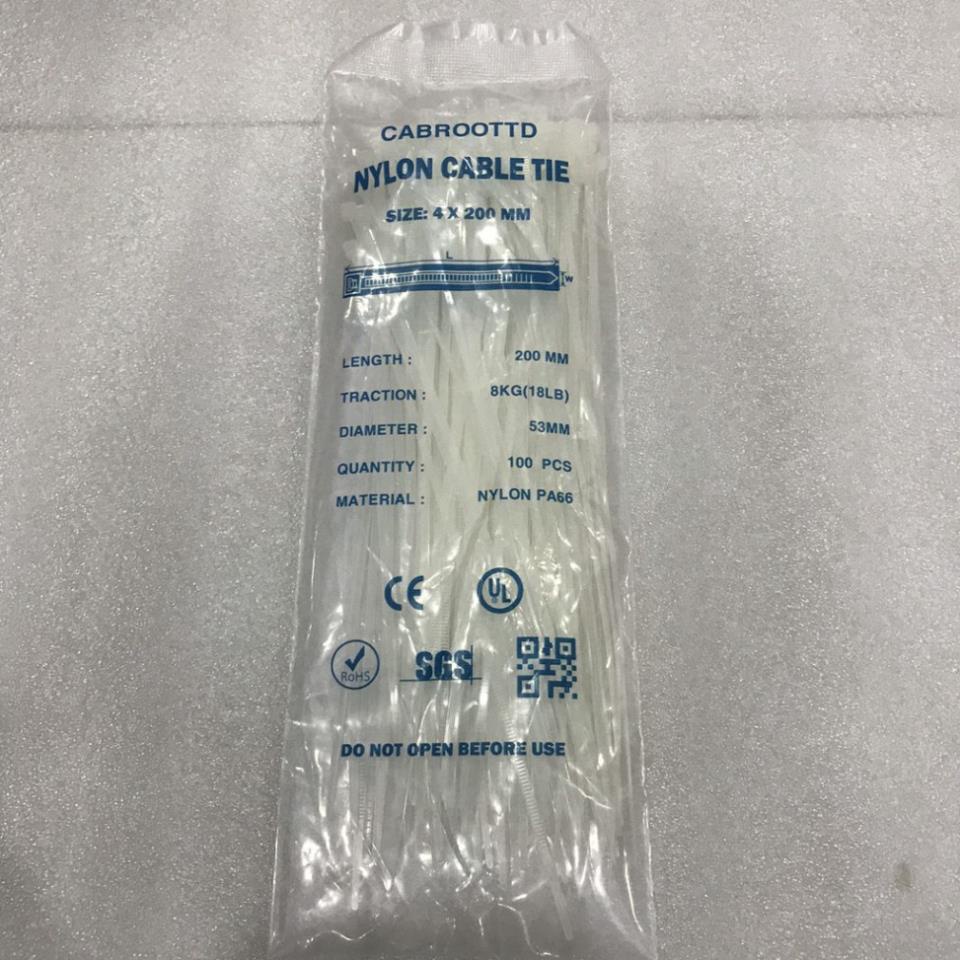 CABROOTTD
NYLON CABLE TIE
SIZE: 4 X 200 MM
L
W
LENGTH : 200 MM
TRACTION : 8KG(18LB)
DIAMETER : 53MM
QUANTITY : 100 PCS
MATERIAL : NYLON PA66
CE UL
RoHS SGS
DO NOT OPEN BEFORE USE